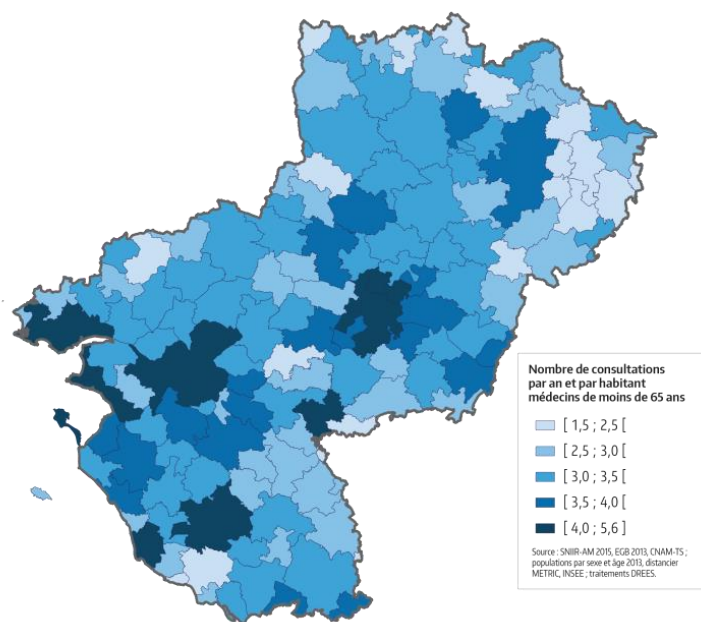 Nombre de consultations
par an et par habitant
médecins de moins de 65 ans
[ 1,5 ; 2,5 [
[ 2,5 ; 3,0 [
[ 3,0 ; 3,5 [
[ 3,5 ; 4,0 [
[ 4,0 ; 5,6 ]
Source : SNIIR-AM 2015, EGB 2013, CNAM-TS ;
populations par sexe et âge 2013, distancier
METRIC, INSEE ; traitements DREES.